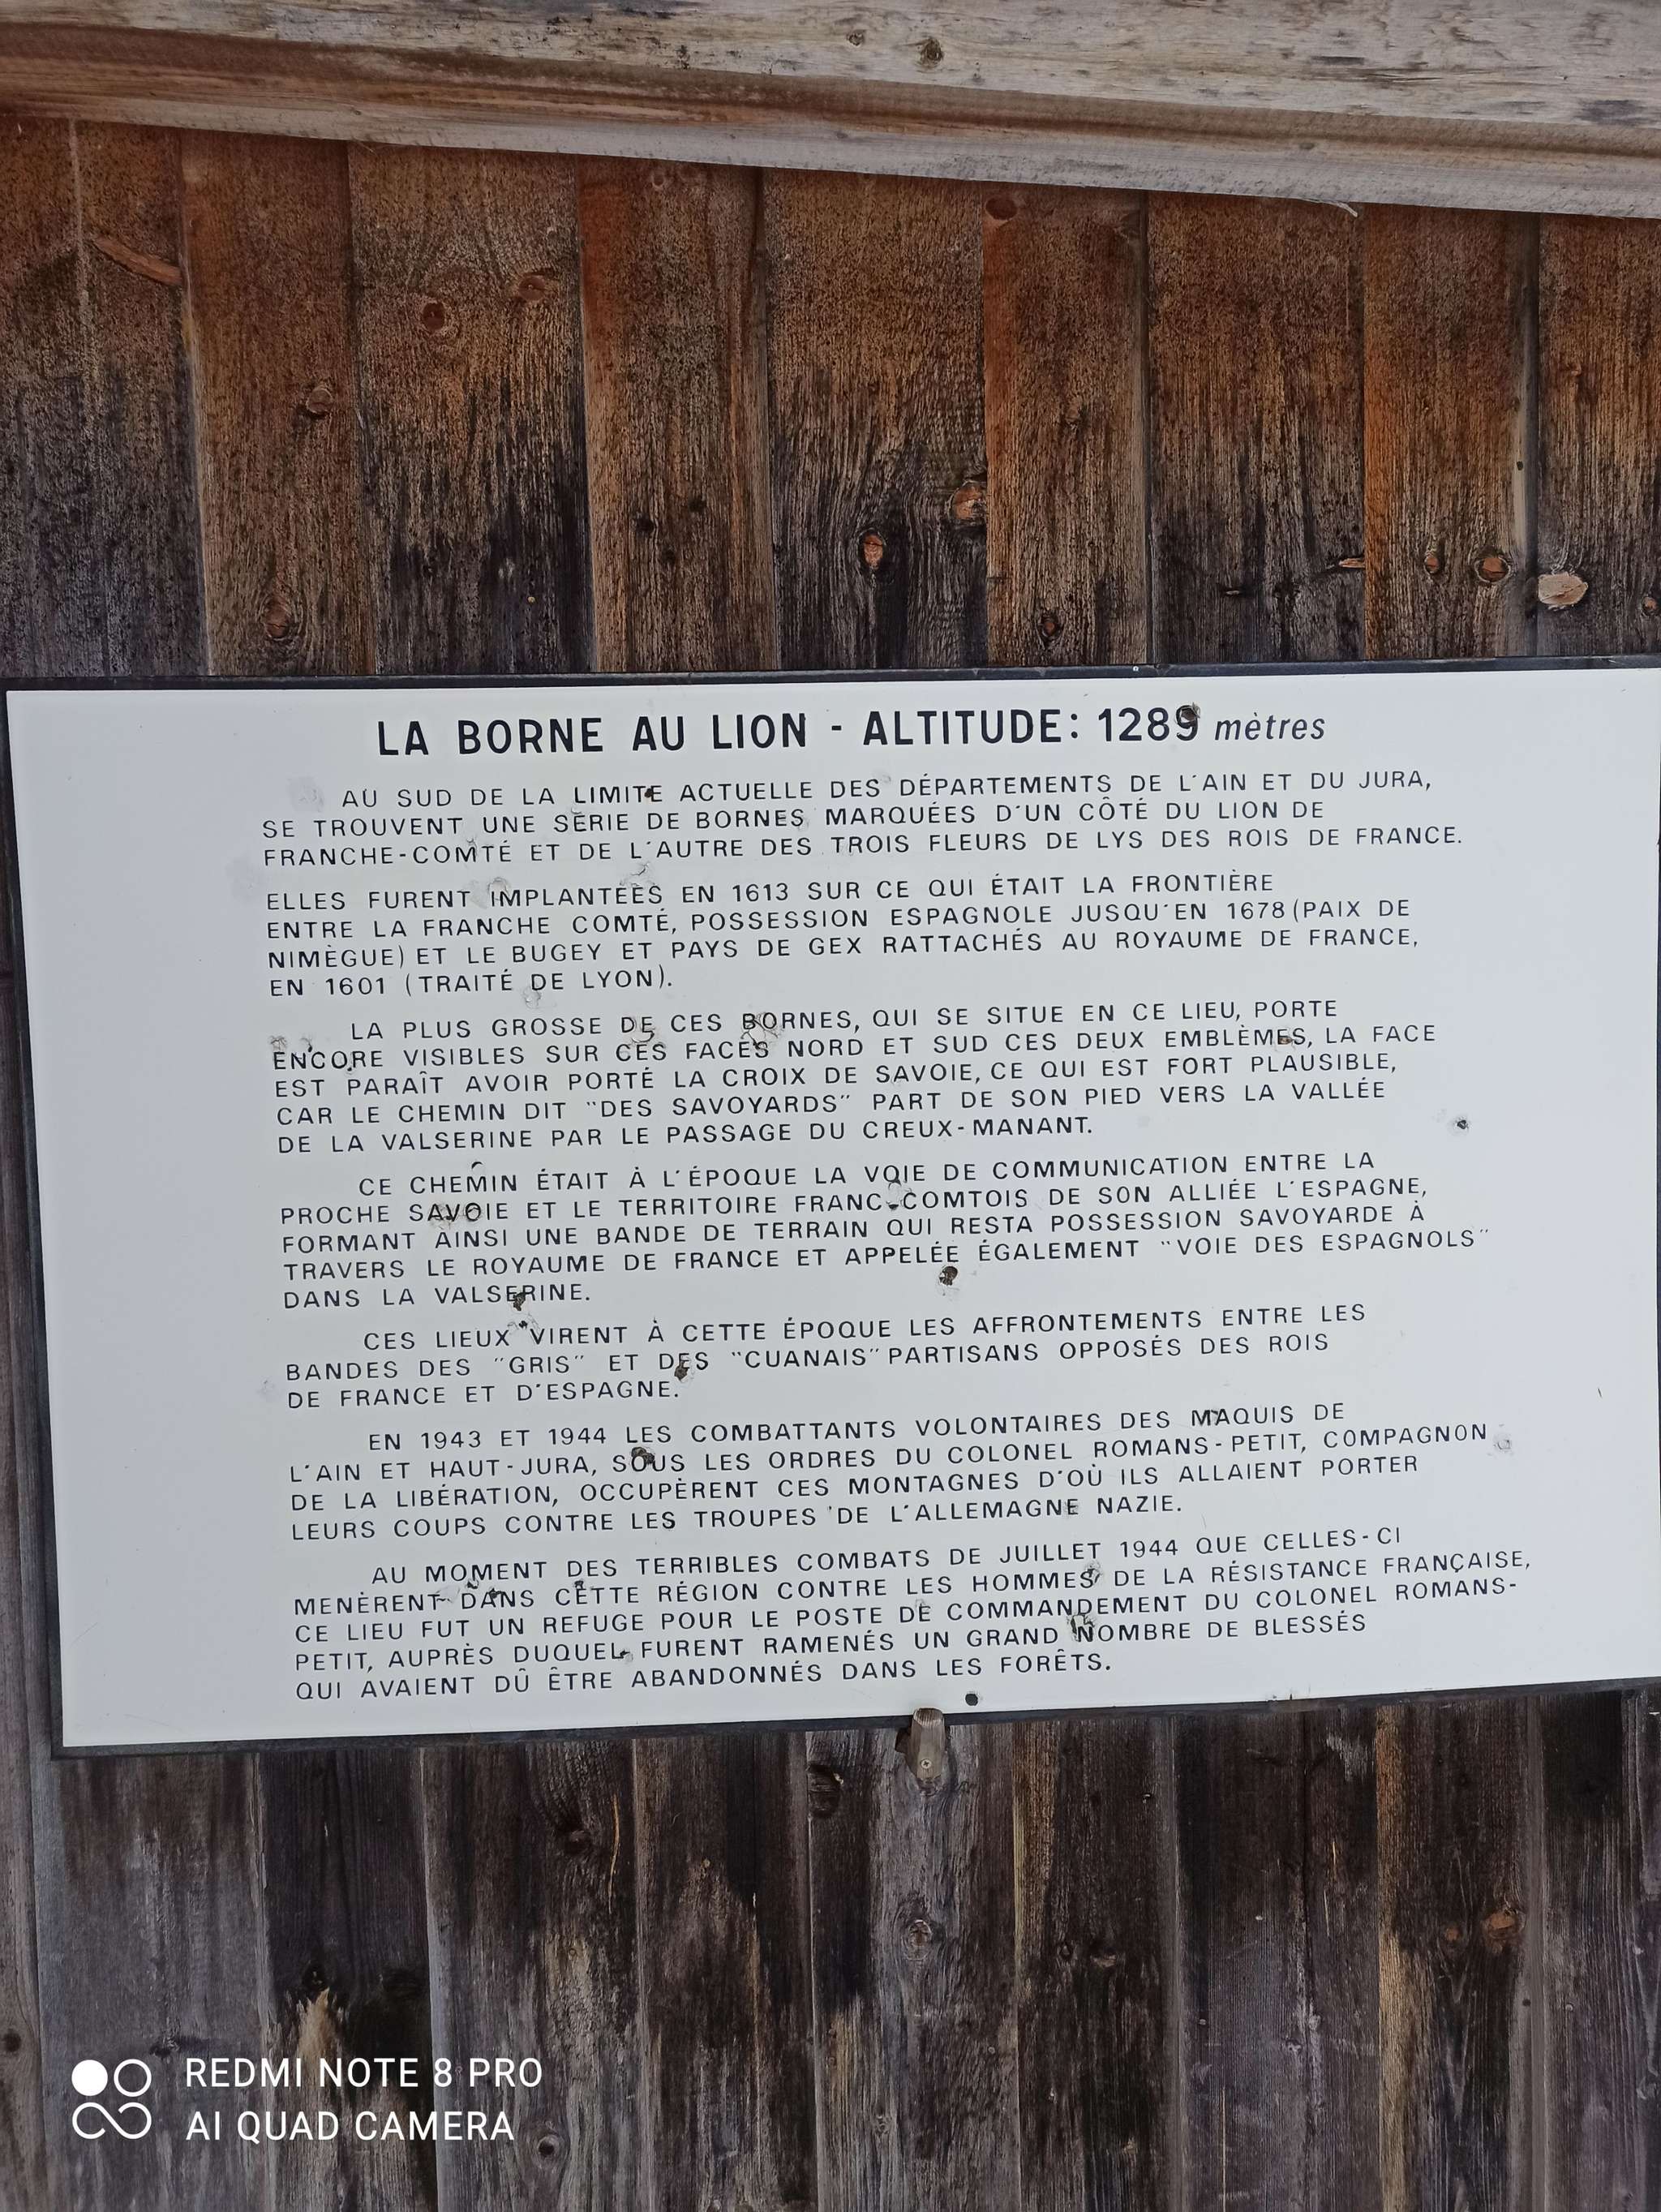 LA BORNE AU LION - ALTITUDE: 1289 mètres
AU SUD DE LA LIMITE ACTUELLE DES DÉPARTEMENTS DE L'AIN ET DU JURA,
SE TROUVENT UNE SÉRIE DE BORNES MARQUÉES D'UN CÔTÉ DU LION DE
FRANCHE-COMTÉ ET DE L'AUTRE DES TROIS FLEURS DE LYS DES ROIS DE FRANCE.
ELLES FURENT IMPLANTÉES EN 1613 SUR CE QUI ÉTAIT LA FRONTIÈRE
ENTRE LA FRANCHE COMTÉ, POSSESSION ESPAGNOLE JUSQU'EN 1678 (PAIX DE
NIMÈGUE) ET LE BUGEY ET PAYS DE GEX RATTACHÉS AU ROYAUME DE FRANCE,
EN 1601 (TRAITÉ DE LYON).
LA PLUS GROSSE DE CES BORNES, QUI SE SITUE EN CE LIEU, PORTE
ENCORE VISIBLES SUR CES FACES NORD ET SUD CES DEUX EMBLÈMES, LA FACE
EST PARAÎT AVOIR PORTÉ LA CROIX DE SAVOIE, CE QUI EST FORT PLAUSIBLE,
CAR LE CHEMIN DIT "DES SAVOYARDS" PART DE SON PIED VERS LA VALLÉE
DE LA VALSERINE PAR LE PASSAGE DU CREUX-MANANT.
CE CHEMIN ÉTAIT À L'ÉPOQUE LA VOIE DE COMMUNICATION ENTRE LA
PROCHE SAVOIE ET LE TERRITOIRE FRANC-COMTOIS DE SON ALLIÉE L'ESPAGNE,
FORMANT AINSI UNE BANDE DE TERRAIN QUI RESTA POSSESSION SAVOYARDE À
TRAVERS LE ROYAUME DE FRANCE ET APPELÉE ÉGALEMENT "VOIE DES ESPAGNOLS"
DANS LA VALSERINE.
CES LIEUX VIRENT À CETTE ÉPOQUE LES AFFRONTEMENTS ENTRE LES
BANDES DES "GRIS" ET DES "CUANAIS" PARTISANS OPPOSÉS DES ROIS
DE FRANCE ET D'ESPAGNE.
EN 1943 ET 1944 LES COMBATTANTS VOLONTAIRES DES MAQUIS DE
L'AIN ET HAUT-JURA, SOUS LES ORDRES DU COLONEL ROMANS-PETIT, COMPAGNON
DE LA LIBÉRATION, OCCUPÈRENT CES MONTAGNES D'OÙ ILS ALLAIENT PORTER
LEURS COUPS CONTRE LES TROUPES DE L'ALLEMAGNE NAZIE.
AU MOMENT DES TERRIBLES COMBATS DE JUILLET 1944 QUE CELLES-CI
MENÈRENT DANS CETTE RÉGION CONTRE LES HOMMES DE LA RÉSISTANCE FRANÇAISE,
CE LIEU FUT UN REFUGE POUR LE POSTE DE COMMANDEMENT DU COLONEL ROMANS-
PETIT, AUPRÈS DUQUEL FURENT RAMENÉS UN GRAND NOMBRE DE BLESSÉS
QUI AVAIENT DÛ ÊTRE ABANDONNÉS DANS LES FORÊTS.
REDMI NOTE 8 PRO
AI QUAD CAMERA